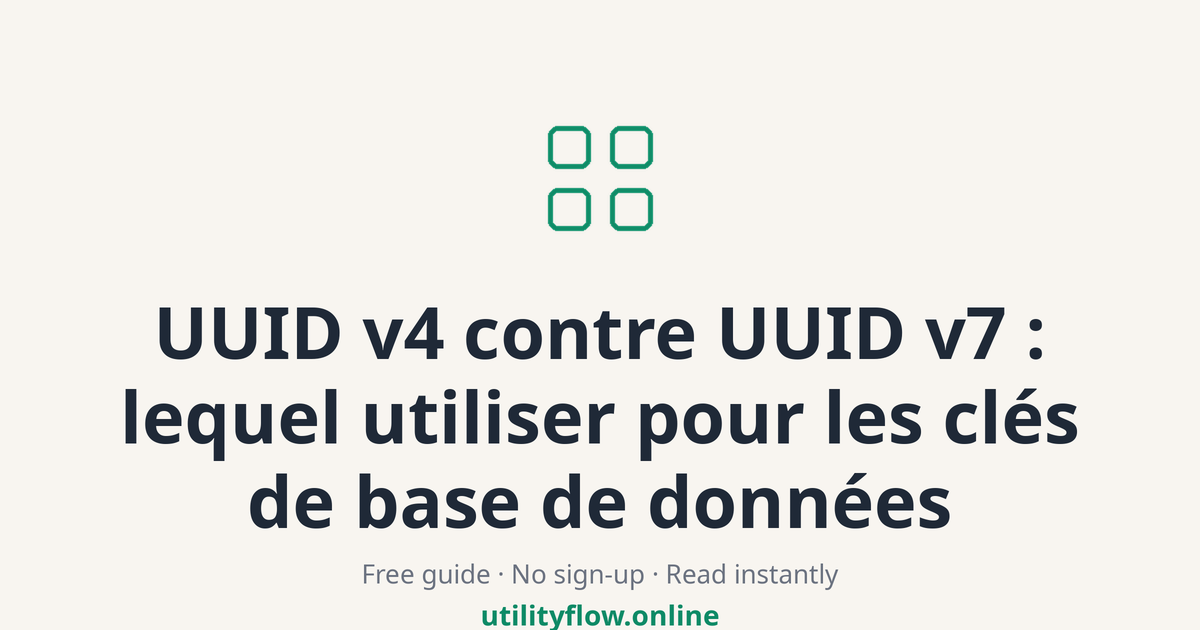 UUID v4 contre UUID v7 :
lequel utiliser pour les clés
de base de données
Free guide · No sign-up · Read instantly
utilityflow.online